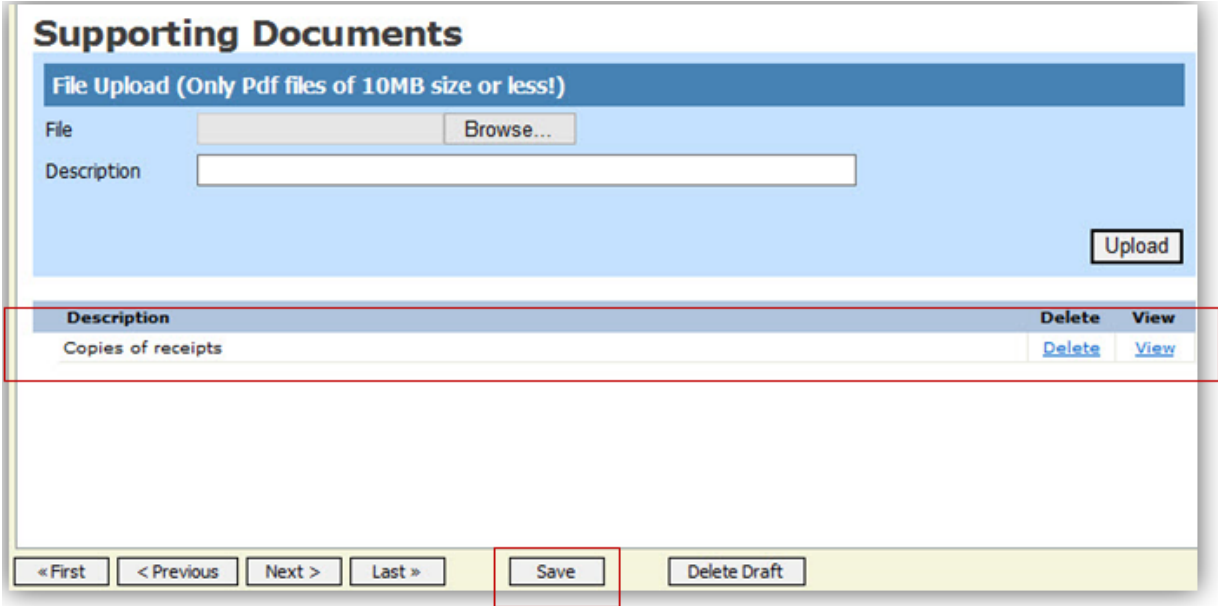 Supporting Documents
File Upload (Only Pdf files of 10MB size or less!)
File Browse...
Description
Upload
Description Delete View
Copies of receipts Delete View
« First < Previous Next > Last » Save Delete Draft